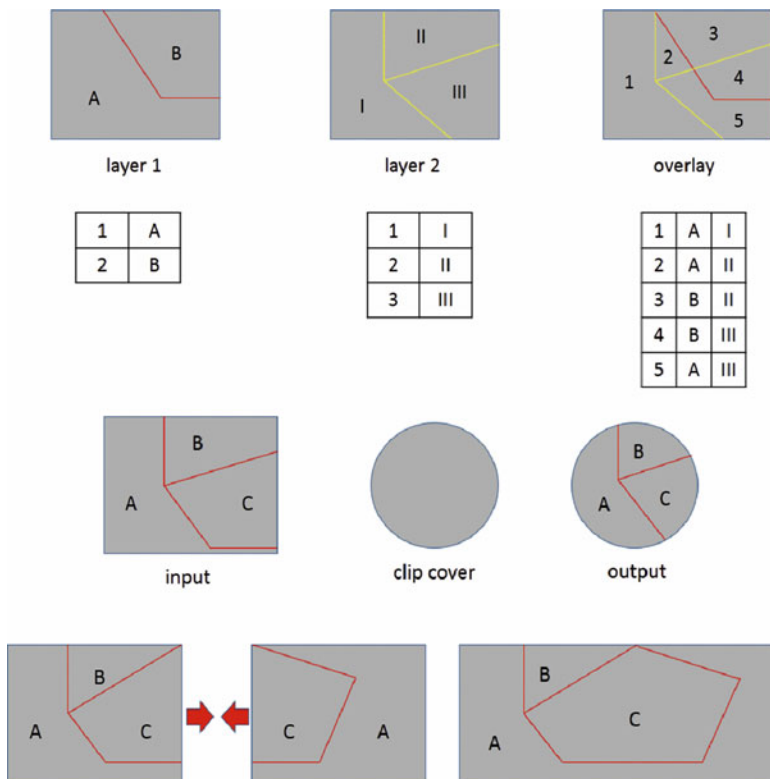 A B
I II III
1 2 3 4 5
layer 1
layer 2
overlay
1 A
2 B
1 I
2 II
3 III
1 A I
2 A II
3 B II
4 B III
5 A III
A B C
A B C
input
clip cover
output
A B C
C A
A B C